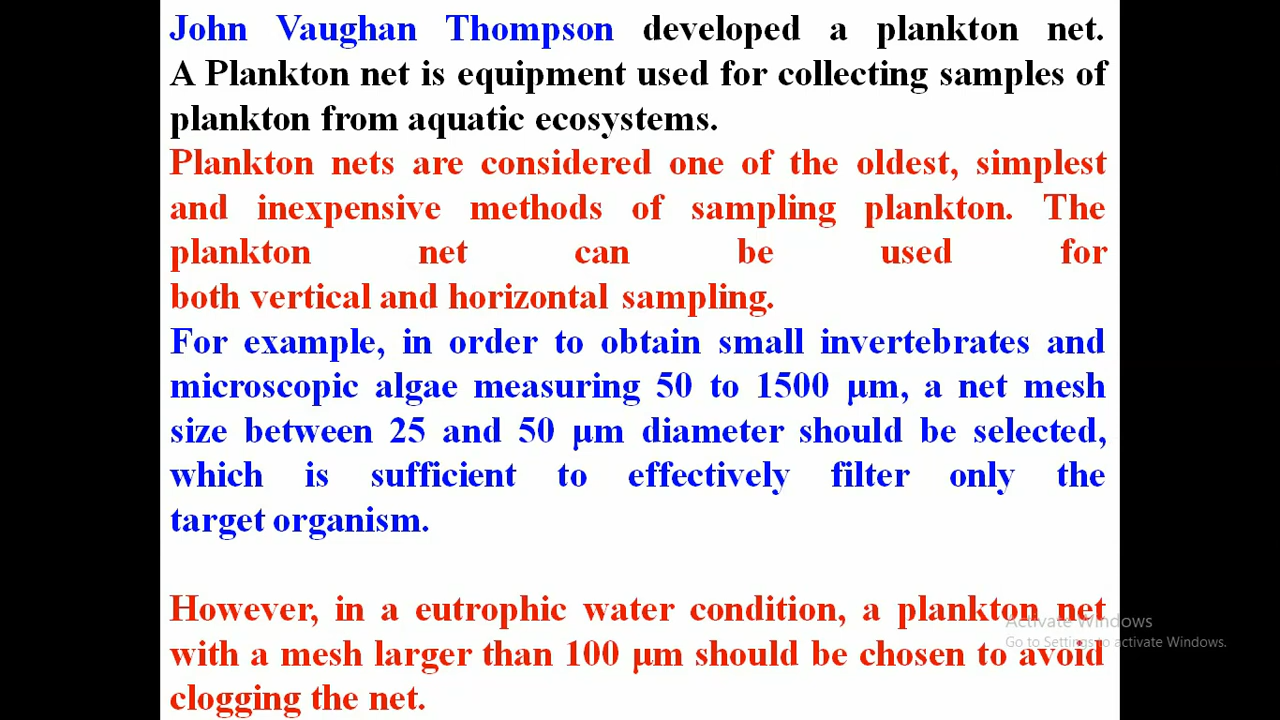 John Vaughan Thompson developed a plankton net.
A Plankton net is equipment used for collecting samples of
plankton from aquatic ecosystems.
Plankton nets are considered one of the oldest, simplest
and inexpensive methods of sampling plankton. The
plankton net can be used for
both vertical and horizontal sampling.
For example, in order to obtain small invertebrates and
microscopic algae measuring 50 to 1500 μm, a net mesh
size between 25 and 50 μm diameter should be selected,
which is sufficient to effectively filter only the
target organism.
However, in a eutrophic water condition, a plankton net
with a mesh larger than 100 μm should be chosen to avoid
clogging the net.
Activate Windows
Go to Settings to activate Windows.